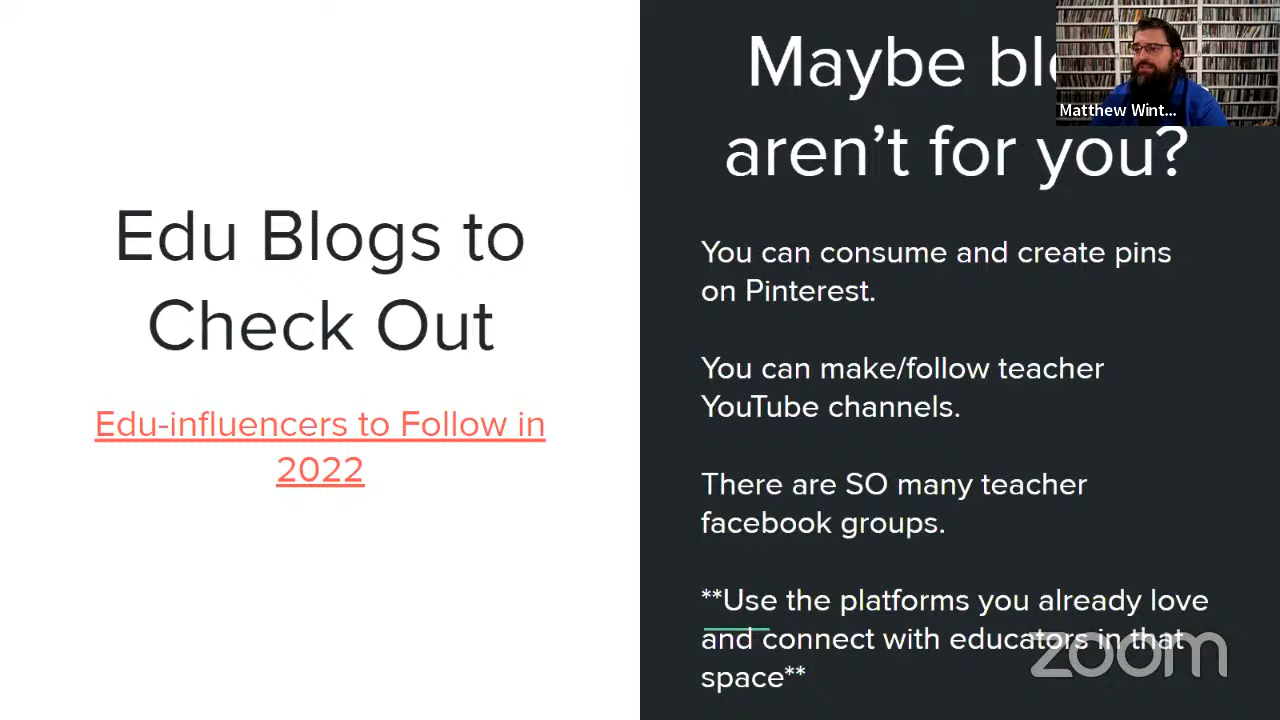 Edu Blogs to
Check Out
Edu-influencers to Follow in
2022
Maybe
aren't for you?
You can consume and create pins
on Pinterest.
You can make/follow teacher
YouTube channels.
There are SO many teacher
facebook groups.
**Use the platforms you already love
and connect with educators in that
space**
Matthew Wint...
zoom